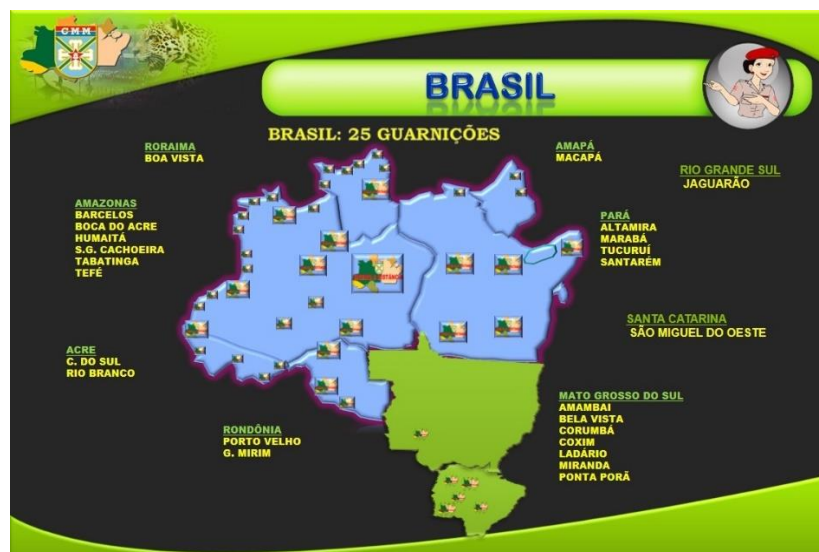 CMM
BRASIL
BRASIL: 25 GUARNIÇÕES
RORAIMA
BOA VISTA
AMAPÁ
MACAPÁ
RIO GRANDE SUL
JAGUARÃO
AMAZONAS
BARCELOS
BOCA DO ACRE
HUMAITÁ
S.G. CACHOEIRA
TABATINGA
TEFÉ
PARÁ
ALTAMIRA
MARABÁ
TUCURUÍ
SANTARÉM
SANTA CATARINA
SÃO MIGUEL DO OESTE
ACRE
C. DO SUL
RIO BRANCO
RONDÔNIA
PORTO VELHO
G. MIRIM
MATO GROSSO DO SUL
AMAMBAI
BELA VISTA
CORUMBÁ
COXIM
LADÁRIO
MIRANDA
PONTA PORÃ